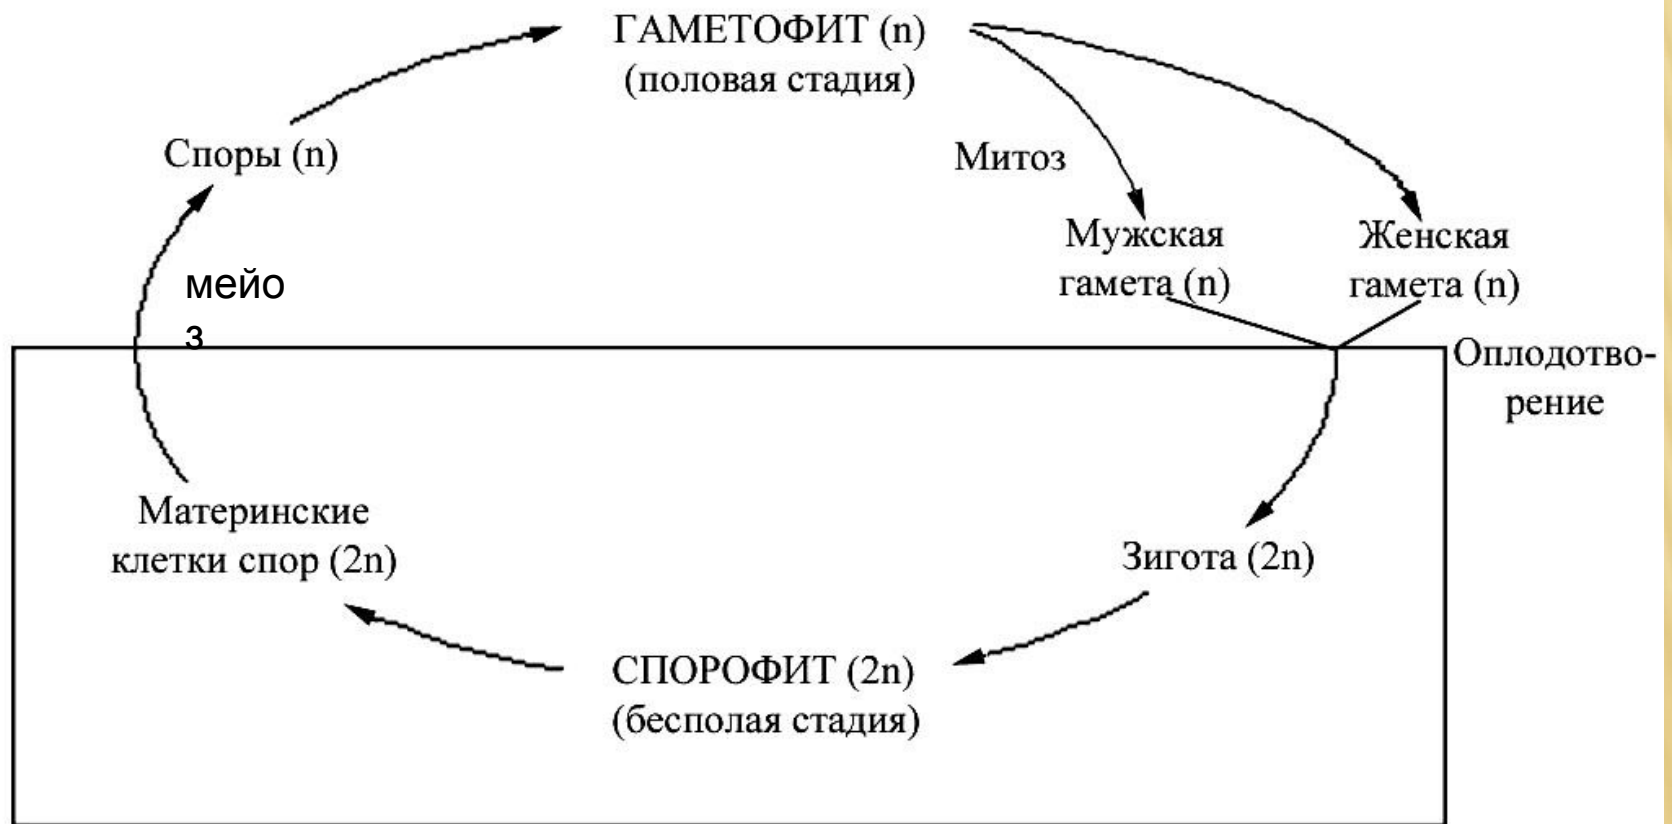 ГАМЕТОФИТ (n)
(половая стадия)
Споры (n)
Митоз
Мужская
гамета (n)
Женская
гамета (n)
мейо
з
Оплодотво-
рение
Материнские
клетки спор (2n)
Зигота (2n)
СПОРОФИТ (2n)
(бесполая стадия)